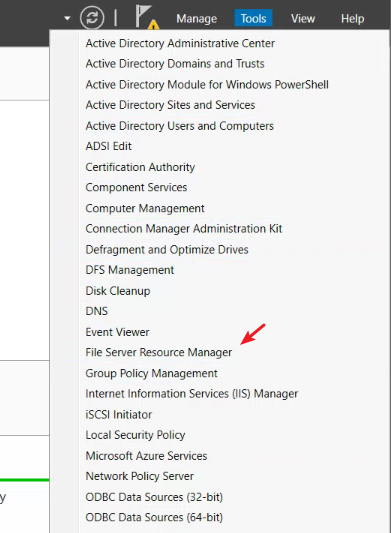 Manage Tools View Help
Active Directory Administrative Center
Active Directory Domains and Trusts
Active Directory Module for Windows PowerShell
Active Directory Sites and Services
Active Directory Users and Computers
ADSI Edit
Certification Authority
Component Services
Computer Management
Connection Manager Administration Kit
Defragment and Optimize Drives
DFS Management
Disk Cleanup
DNS
Event Viewer
File Server Resource Manager
Group Policy Management
Internet Information Services (IIS) Manager
iSCSI Initiator
Local Security Policy
Microsoft Azure Services
Network Policy Server
y
ODBC Data Sources (32-bit)
ODBC Data Sources (64-bit)